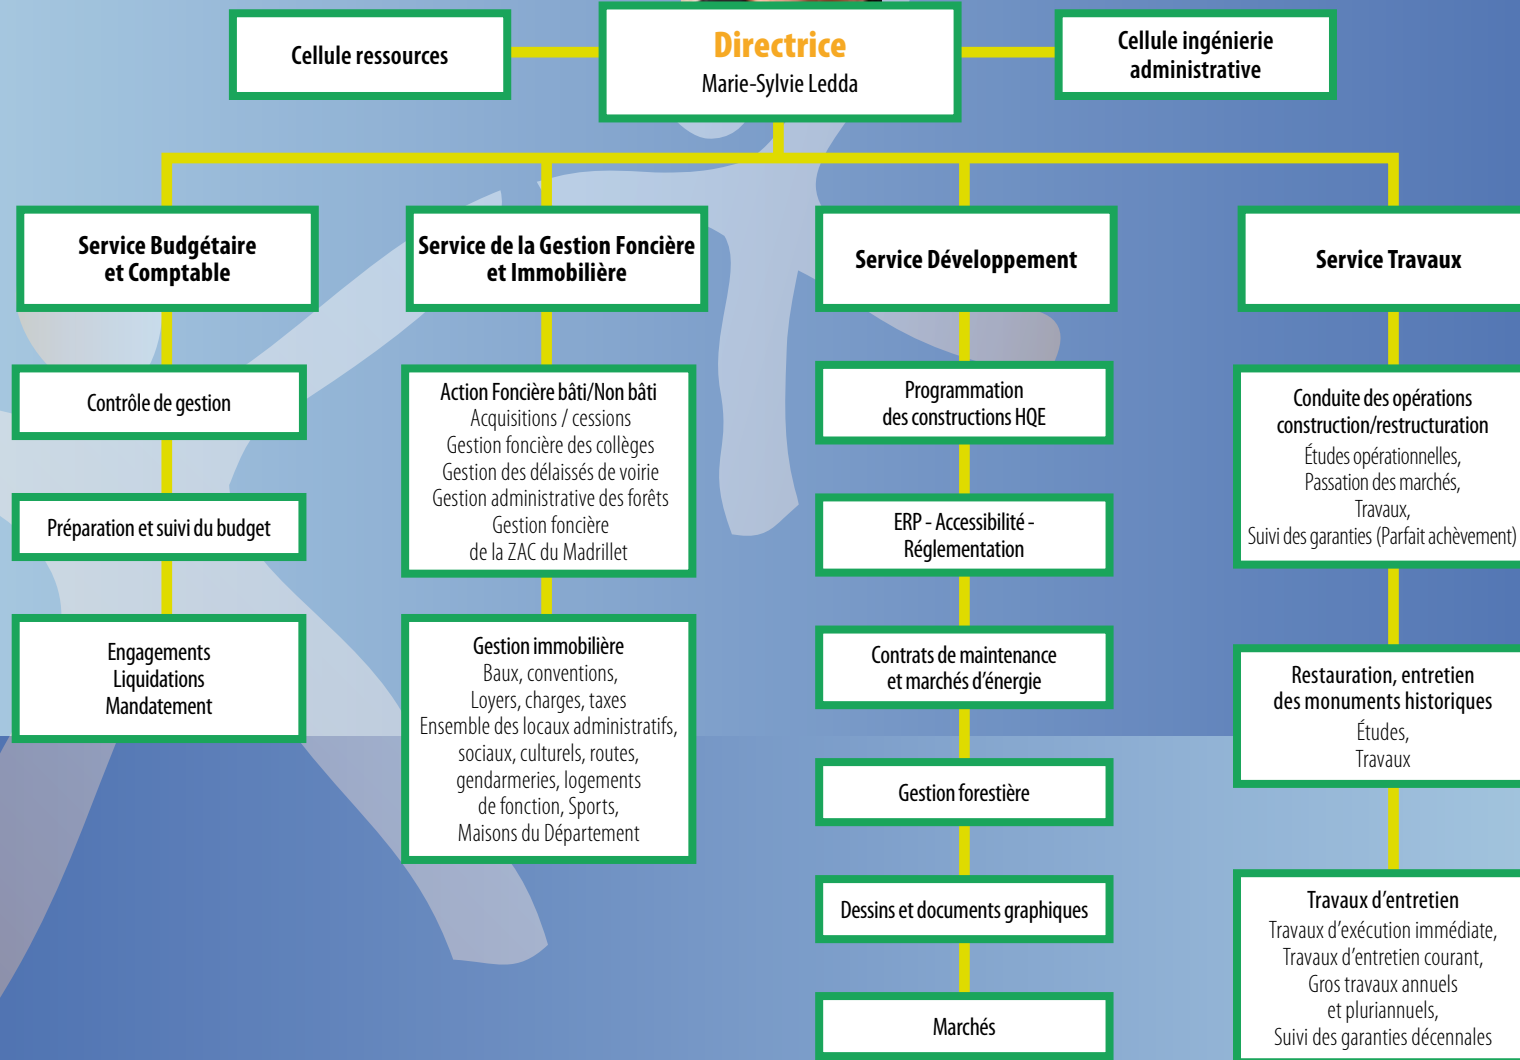 Cellule ressources
Directrice
Marie-Sylvie Ledda
Cellule ingénierie
administrative
Service Budgétaire
et Comptable
Contrôle de gestion
Préparation et suivi du budget
Engagements
Liquidations
Mandatement
Service de la Gestion Foncière
et Immobilière
Action Foncière bâti/Non bâti
Acquisitions / cessions
Gestion foncière des collèges
Gestion des délaissés de voirie
Gestion administrative des forêts
Gestion foncière
de la ZAC du Madrillet
Gestion immobilière
Baux, conventions,
Loyers, charges, taxes
Ensemble des locaux administratifs,
sociaux, culturels, routes,
gendarmeries, logements
de fonction, Sports,
Maisons du Département
Service Développement
Programmation
des constructions HQE
ERP - Accessibilité -
Réglementation
Contrats de maintenance
et marchés d’énergie
Gestion forestière
Dessins et documents graphiques
Marchés
Service Travaux
Conduite des opérations
construction/restructuration
Études opérationnelles,
Passation des marchés,
Travaux,
Suivi des garanties (Parfait achèvement)
Restauration, entretien
des monuments historiques
Études,
Travaux
Travaux d’entretien
Travaux d’exécution immédiate,
Travaux d’entretien courant,
Gros travaux annuels
et pluriannuels,
Suivi des garanties décennales